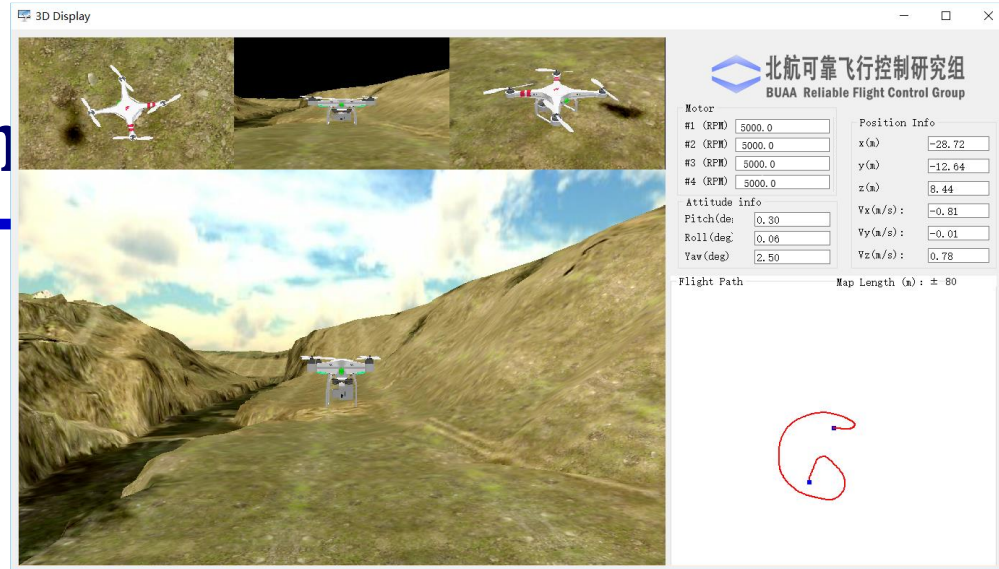 3D Display
北航可靠飞行控制研究组
BUAA Reliable Flight Control Group
Motor
#1 (RPM) 5000.0
#2 (RPM) 5000.0
#3 (RPM) 5000.0
#4 (RPM) 5000.0
Attitude info
Pitch(de: 0.30
Roll(deg 0.06
Yaw(deg) 2.50
Position Info
x(m) -28.72
y(m) -12.64
z(m) 8.44
Vx(m/s): -0.81
Vy(m/s): -0.01
Vz(m/s): 0.78
Flight Path
Map Length (m): ± 80